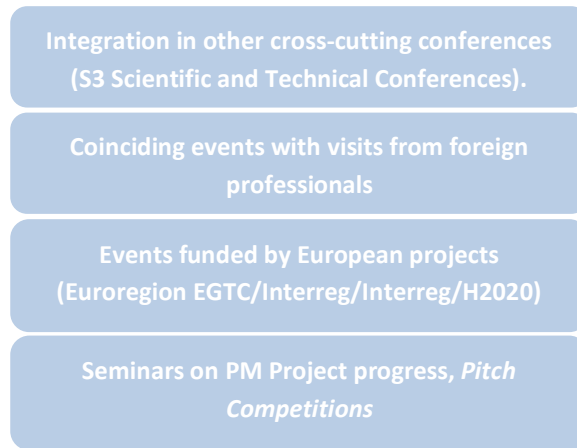 Integration in other cross-cutting conferences
(S3 Scientific and Technical Conferences).
Coinciding events with visits from foreign
professionals
Events funded by European projects
(Euroregion EGTC/Interreg/Interreg/H2020)
Seminars on PM Project progress, Pitch
Competitions